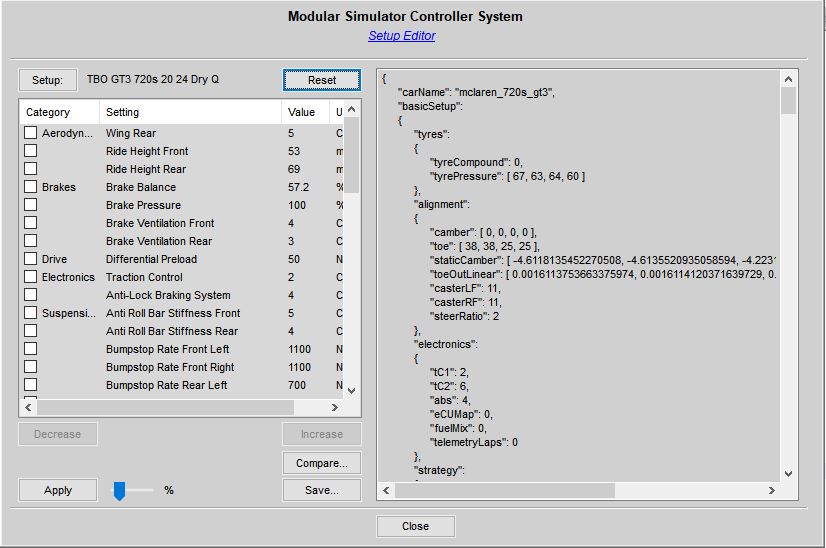 Modular Simulator Controller System
Setup Editor
Setup: TBO GT3 720s 20 24 Dry Q Reset
Category Setting Value U
Aerodyn... Wing Rear 5 C
Ride Height Front 53 m
Ride Height Rear 69 m
Brakes Brake Balance 57.2 %
Brake Pressure 100 %
Brake Ventilation Front 4 C
Brake Ventilation Rear 3 C
Drive Differential Preload 50 N
Electronics Traction Control 2 C
Anti-Lock Braking System 4 C
Suspensi... Anti Roll Bar Stiffness Front 5 C
Anti Roll Bar Stiffness Rear 4 C
Bumpstop Rate Front Left 1100 N
Bumpstop Rate Front Right 1100 N
Bumpstop Rate Rear Left 700 N
Decrease Increase
Compare...
Apply % Save...
{
"carName": "mclaren_720s_gt3",
"basicSetup":
{
"tyres":
{
"tyreCompound": 0,
"tyrePressure": [ 67, 63, 64, 60 ]
},
"alignment":
{
"camber": [ 0, 0, 0, 0 ],
"toe": [ 38, 38, 25, 25 ],
"staticCamber": [ -4.6118135452270508, -4.6135520935058594, -4.2231
"toeOutLinear": [ 0.0016113753663375974, 0.0016114120371639729, 0.
"casterLF": 11,
"casterRF": 11,
"steerRatio": 2
},
"electronics":
{
"tC1": 2,
"tC2": 6,
"abs": 4,
"eCUMap": 0,
"fuelMix": 0,
"telemetryLaps": 0
},
"strategy":
Close